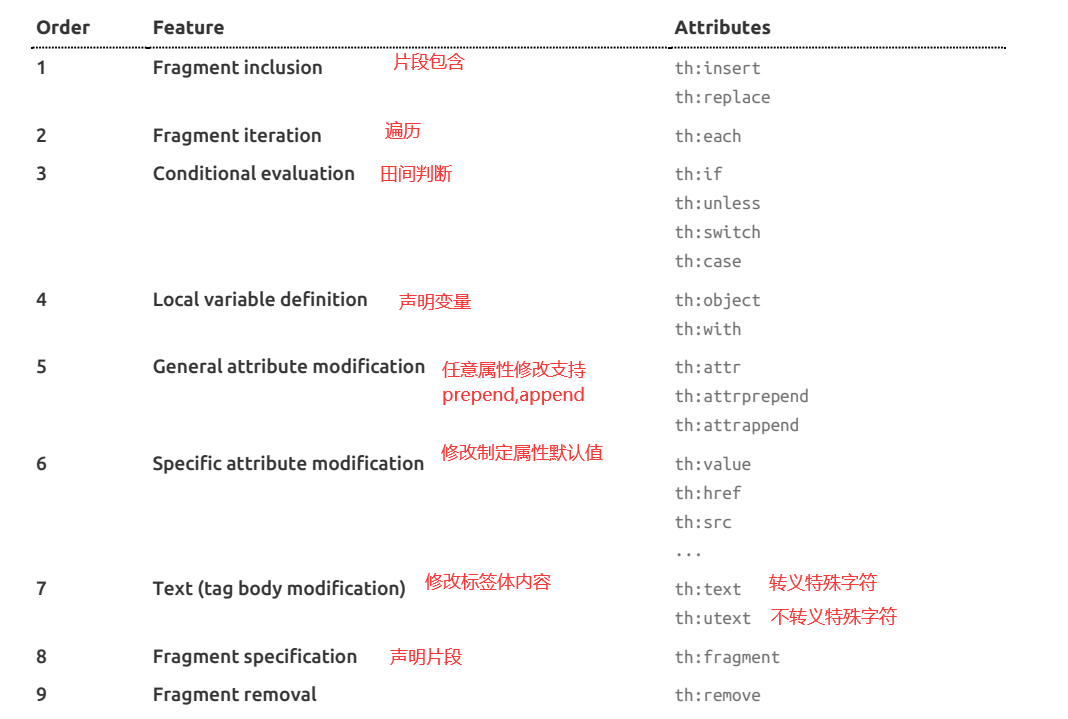 Order Feature Attributes
1 Fragment inclusion 片段包含 th:insert
th:replace
2 Fragment iteration 遍历 th:each
3 Conditional evaluation 田间判断 th:if
th:unless
th:switch
th:case
4 Local variable definition 声明变量 th:object
th:with
5 General attribute modification 任意属性修改支持 th:attr
prepend,append th:attrprepend
th:attrappend
6 Specific attribute modification 修改制定属性默认值 th:value
th:href
th:src
...
7 Text (tag body modification) 修改标签体内容 th:text 转义特殊字符
th:utext 不转义特殊字符
8 Fragment specification 声明片段 th:fragment
9 Fragment removal th:remove